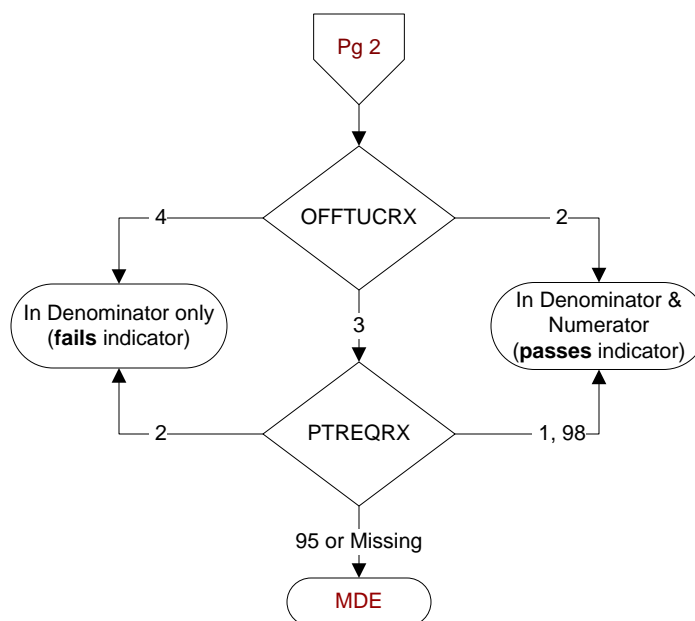 Pg 2
OFFTUCRX
4
2
In Denominator only
(fails indicator)
In Denominator &
Numerator
(passes indicator)
3
PTREQRX
2
1, 98
95 or Missing
MDE